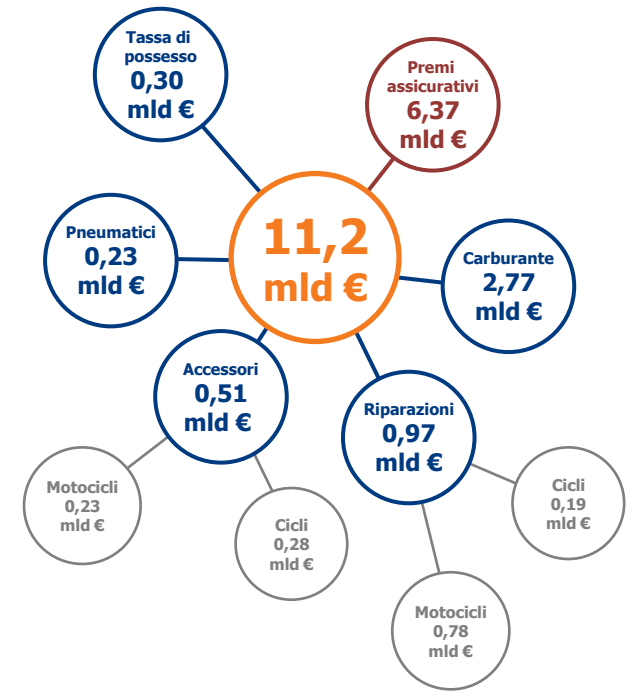 Tassa di
possesso
0,30
mld €
Premi
assicurativi
6,37
mld €
11,2
mld €
Pneumatici
0,23
mld €
Carburante
2,77
mld €
Accessori
0,51
mld €
Riparazioni
0,97
mld €
Motocicli
0,23
mld €
Cicli
0,28
mld €
Cicli
0,19
mld €
Motocicli
0,78
mld €